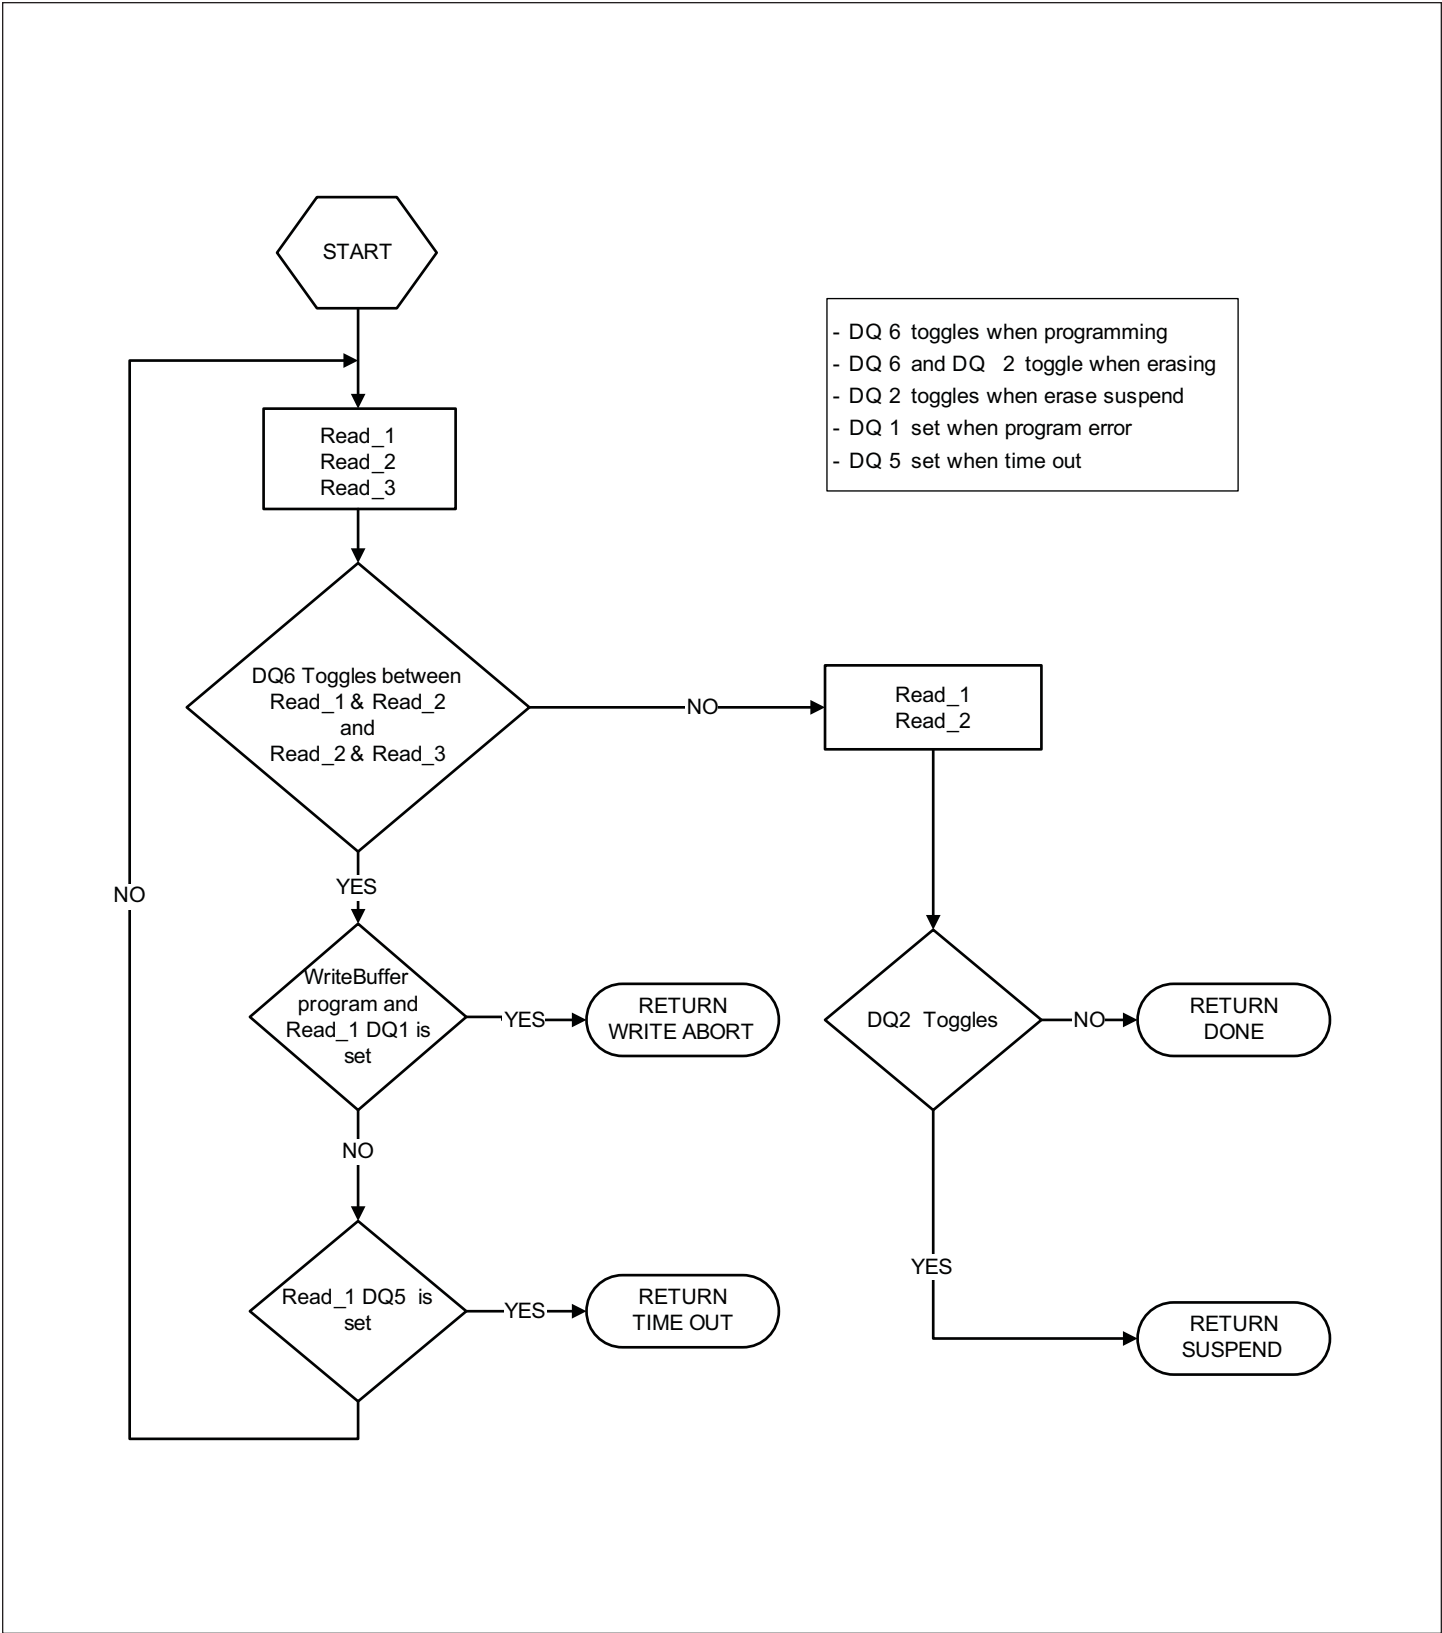 START
- DQ 6 toggles when programming
- DQ 6 and DQ 2 toggle when erasing
- DQ 2 toggles when erase suspend
- DQ 1 set when program error
- DQ 5 set when time out
Read_1
Read_2
Read_3
DQ6 Toggles between
Read_1 & Read_2
and
Read_2 & Read_3
NO
Read_1
Read_2
YES
NO
WriteBuffer
program and
Read_1 DQ1 is
set
YES
RETURN
WRITE ABORT
DQ2 Toggles
NO
RETURN
DONE
NO
YES
Read_1 DQ5 is
set
YES
RETURN
TIME OUT
RETURN
SUSPEND